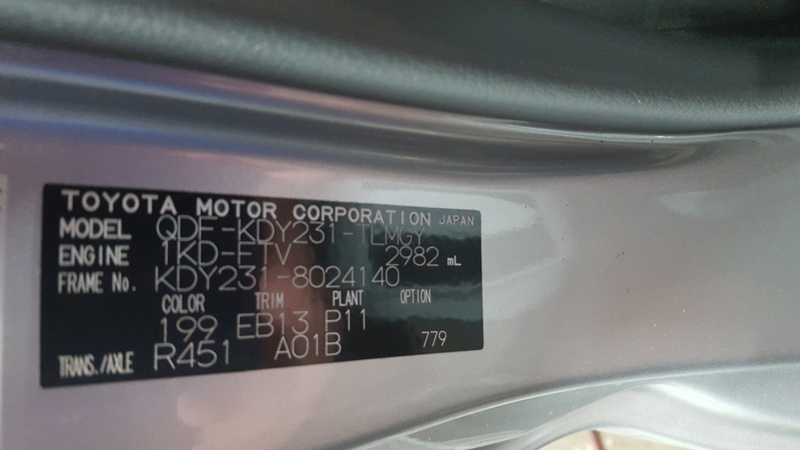 TOYOTA MOTOR CORPORATION JAPAN
MODEL QDF-KDY231-TLMGY
ENGINE 1KD-FTV 2982 mL
FRAME No. KDY231-8024140
COLOR TRIM PLANT OPTION
199 EB13 P11
TRANS./AXLE R451 A01B 779